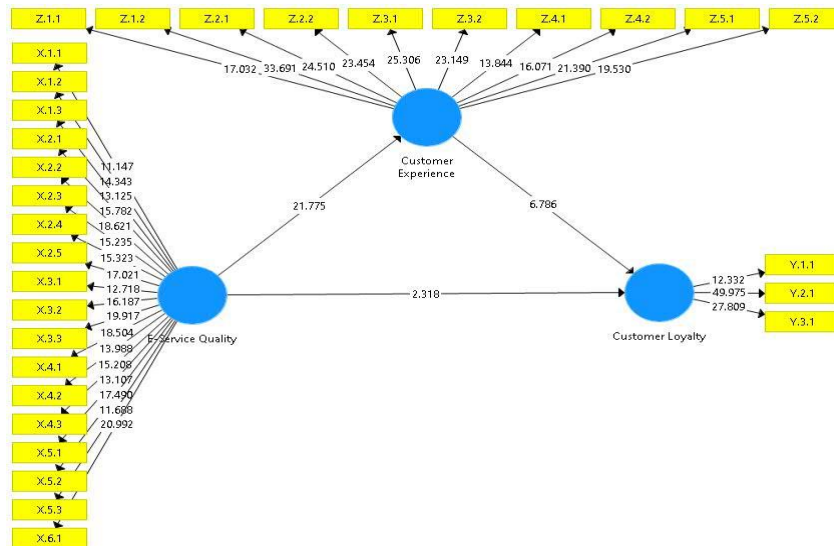 Z.1.1 Z.1.2 Z.2.1 Z.2.2 Z.3.1 Z.3.2 Z.4.1 Z.4.2 Z.5.1 Z.5.2
17.032 33.691 24.510 23.454 25.306 23.149 13.844 16.071 21.390 19.530
Customer
Experience
X.1.1
X.1.2
X.1.3
X.2.1
X.2.2
X.2.3
X.2.4
X.2.5
X.3.1
X.3.2
X.3.3
X.4.1
X.4.2
X.4.3
X.5.1
X.5.2
X.5.3
X.6.1
11.147
14.343
13.125
15.782
18.621
15.235
15.323
17.021
12.718
16.187
19.917
18.504
13.988
15.208
13.107
17.490
11.688
20.992
E-Service Quality
21.775
6.786
2.318
Customer Loyalty
12.332
49.975
27.809
Y.1.1
Y.2.1
Y.3.1